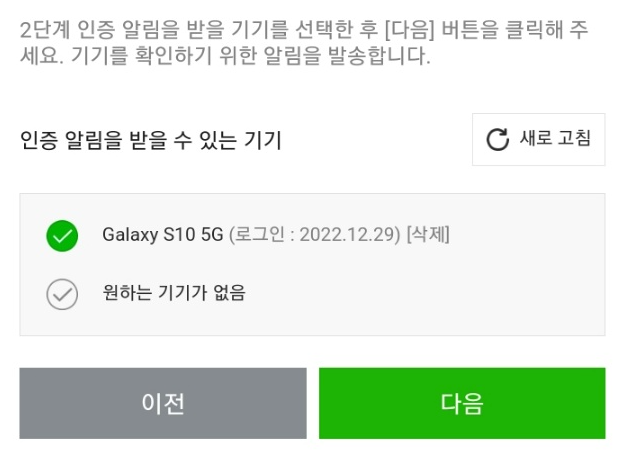 2단계 인증 알림을 받을 기기를 선택한 후 [다음] 버튼을 클릭해 주
세요. 기기를 확인하기 위한 알림을 발송합니다.
인증 알림을 받을 수 있는 기기
새로 고침
Galaxy S10 5G (로그인 : 2022.12.29) [삭제]
원하는 기기가 없음
이전
다음